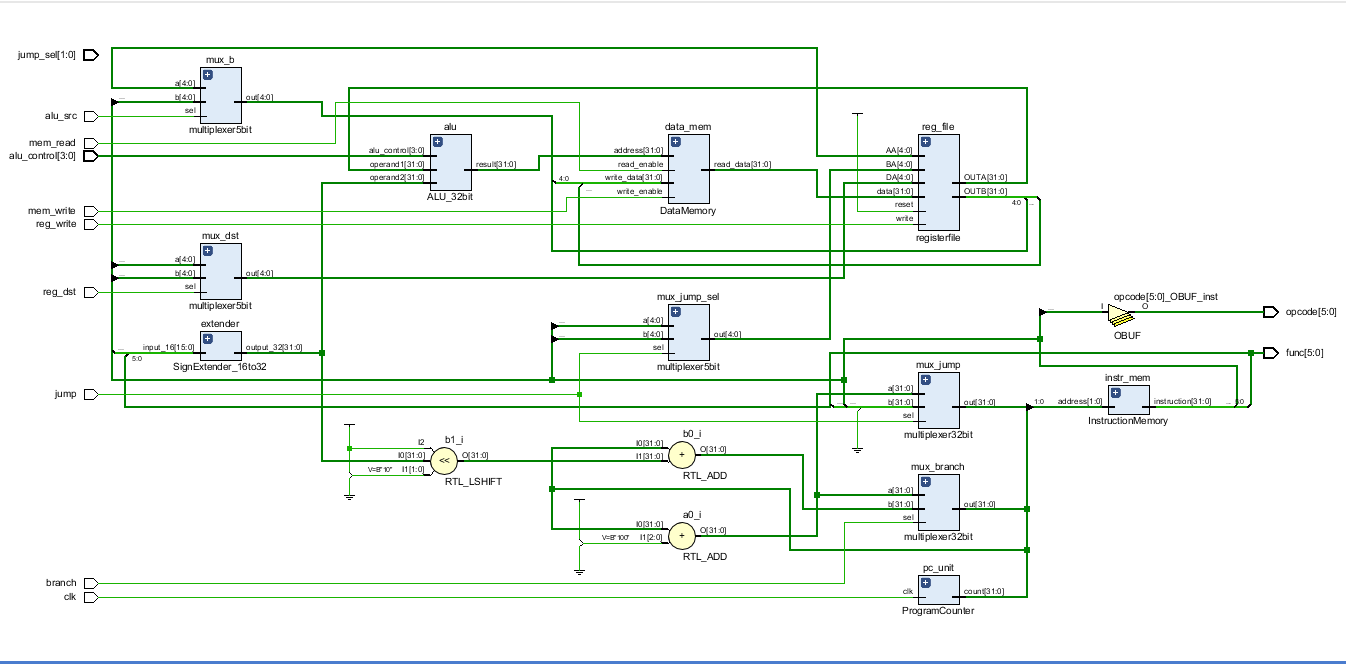 jump_sel[1:0]
alu_src
mem_read
alu_control[3:0]
mem_write
reg_write
reg_dst
jump
branch
clk
mux_b
a[4:0]
b[4:0]
sel
out[4:0]
multiplexer5bit
mux_dst
a[4:0]
b[4:0]
sel
out[4:0]
multiplexer5bit
extender
input_16[15:0]
output_32[31:0]
5:0
SignExtender_16to32
alu
alu_control[3:0]
operand1[31:0]
operand2[31:0]
result[31:0]
ALU_32bit
b1_i
I2
I0[31:0]
V=B"10"
I1[1:0]
<<
O[31:0]
RTL_LSHIFT
data_mem
address[31:0]
read_enable
4:0
write_data[31:0]
write_enable
read_data[31:0]
DataMemory
mux_jump_sel
a[4:0]
b[4:0]
sel
out[4:0]
multiplexer5bit
b0_i
I0[31:0]
I1[31:0]
+
O[31:0]
RTL_ADD
a0_i
I0[31:0]
V=B"100"
I1[2:0]
+
O[31:0]
RTL_ADD
reg_file
AA[4:0]
BA[4:0]
DA[4:0]
data[31:0]
reset
write
OUTA[31:0]
OUTB[31:0]
4:0
registerfile
mux_jump
a[31:0]
b[31:0]
sel
out[31:0]
multiplexer32bit
mux_branch
a[31:0]
b[31:0]
sel
out[31:0]
multiplexer32bit
pc_unit
clk
count[31:0]
ProgramCounter
opcode[5:0]_OBUF_inst
I
O
OBUF
instr_mem
1:0
address[1:0]
instruction[31:0]
5:0
InstructionMemory
opcode[5:0]
func[5:0]